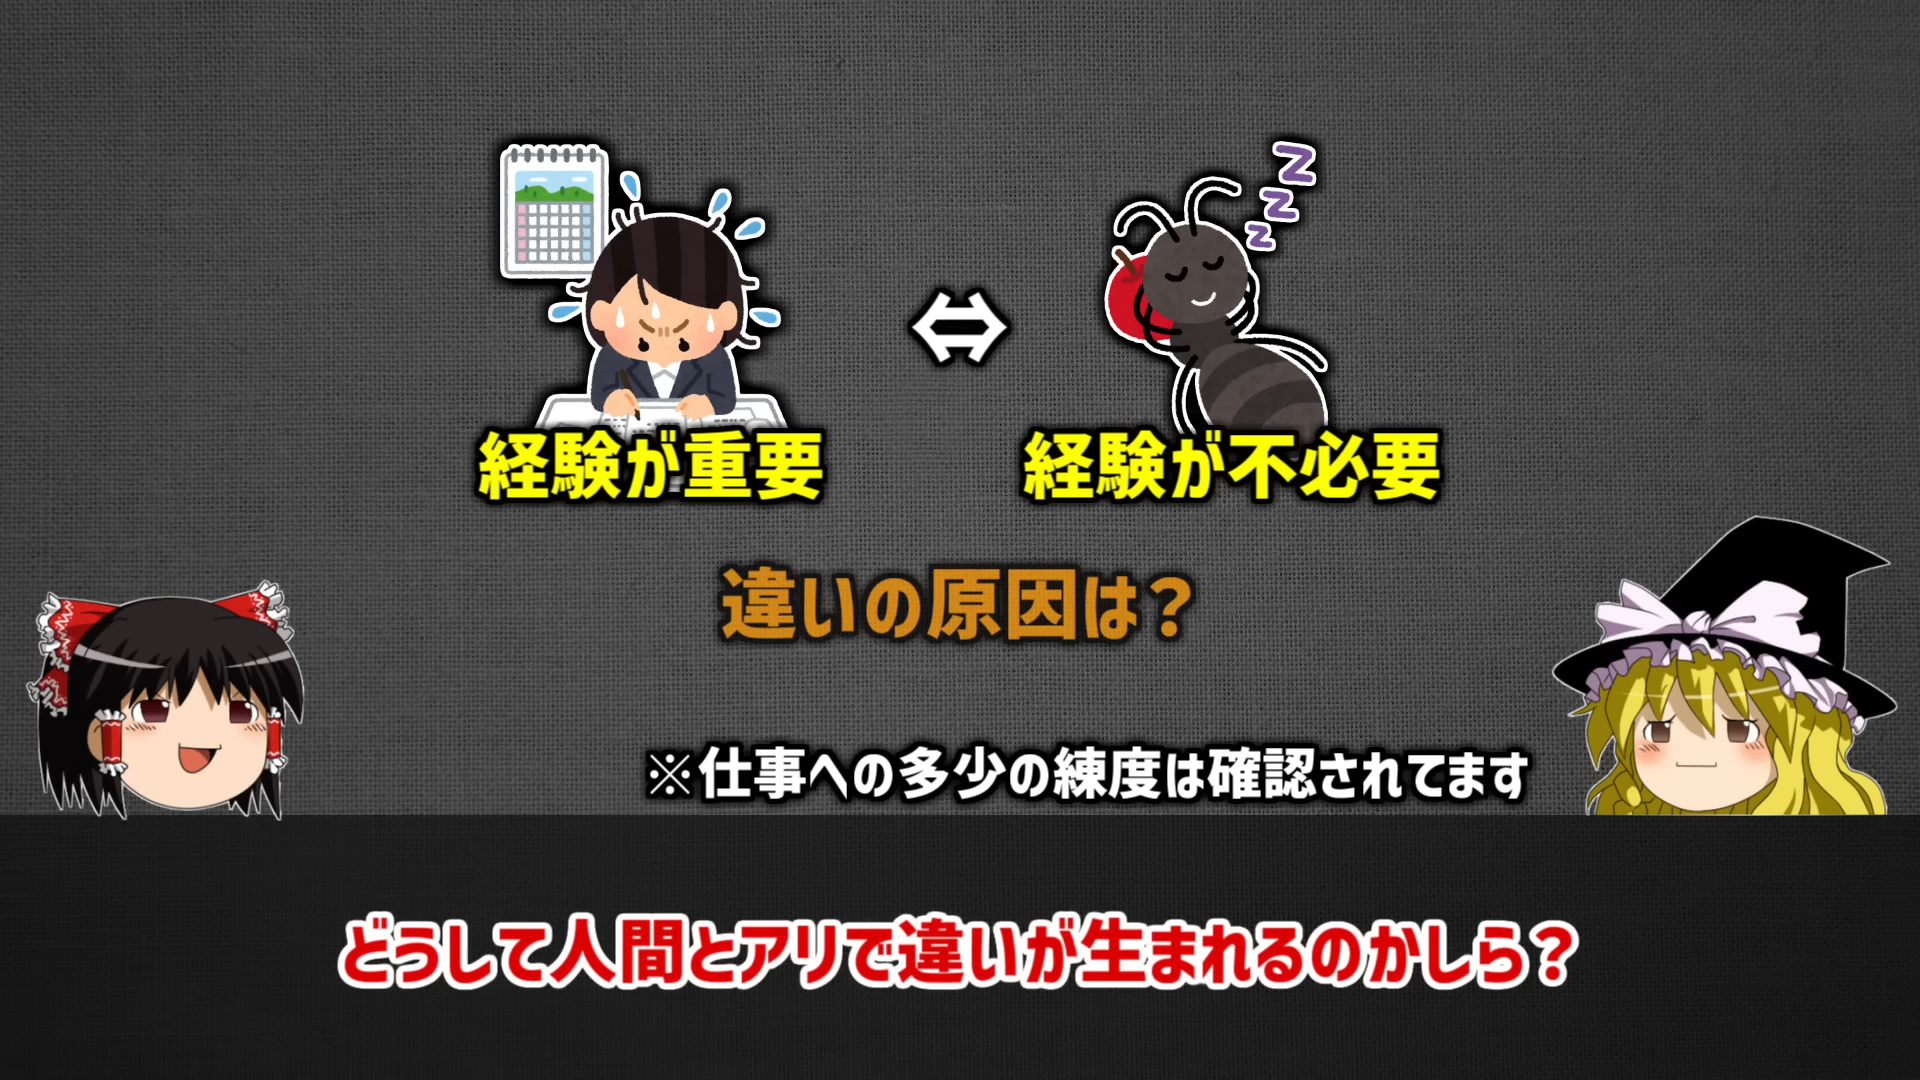 Z
Z
Z
経験が重要
⇔
経験が不必要
違いの原因は？
※仕事への多少の練度は確認されてます
どうして人間とアリで違いが生まれるのかしら？